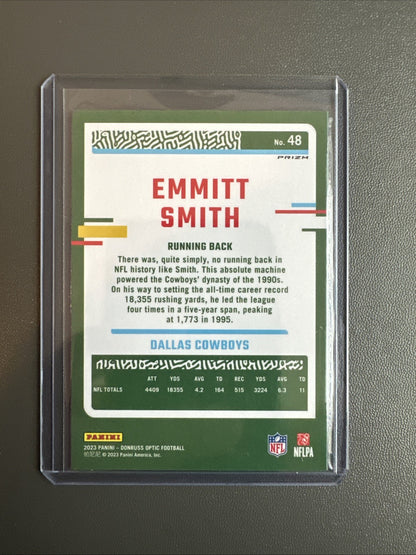 No. 48
PRIZM
EMMITT
SMITH
RUNNING BACK
There was, quite simply, no running back in
NFL history like Smith. This absolute machine
powered the Cowboys' dynasty of the 1990s.
On his way to setting the all-time career record
18,355 rushing yards, he led the league
four times in a five-year span, peaking
at 1,773 in 1995.
DALLAS COWBOYS
ATT YDS AVG TD REC YDS AVG TD
NFL TOTALS 4409 18355 4.2 164 515 3224 6.3 11
PANINI
2023 PANINI – DONRUSS OPTIC FOOTBALL
帕尼尼 © 2023 Panini America, Inc.
NFL
NFLPA